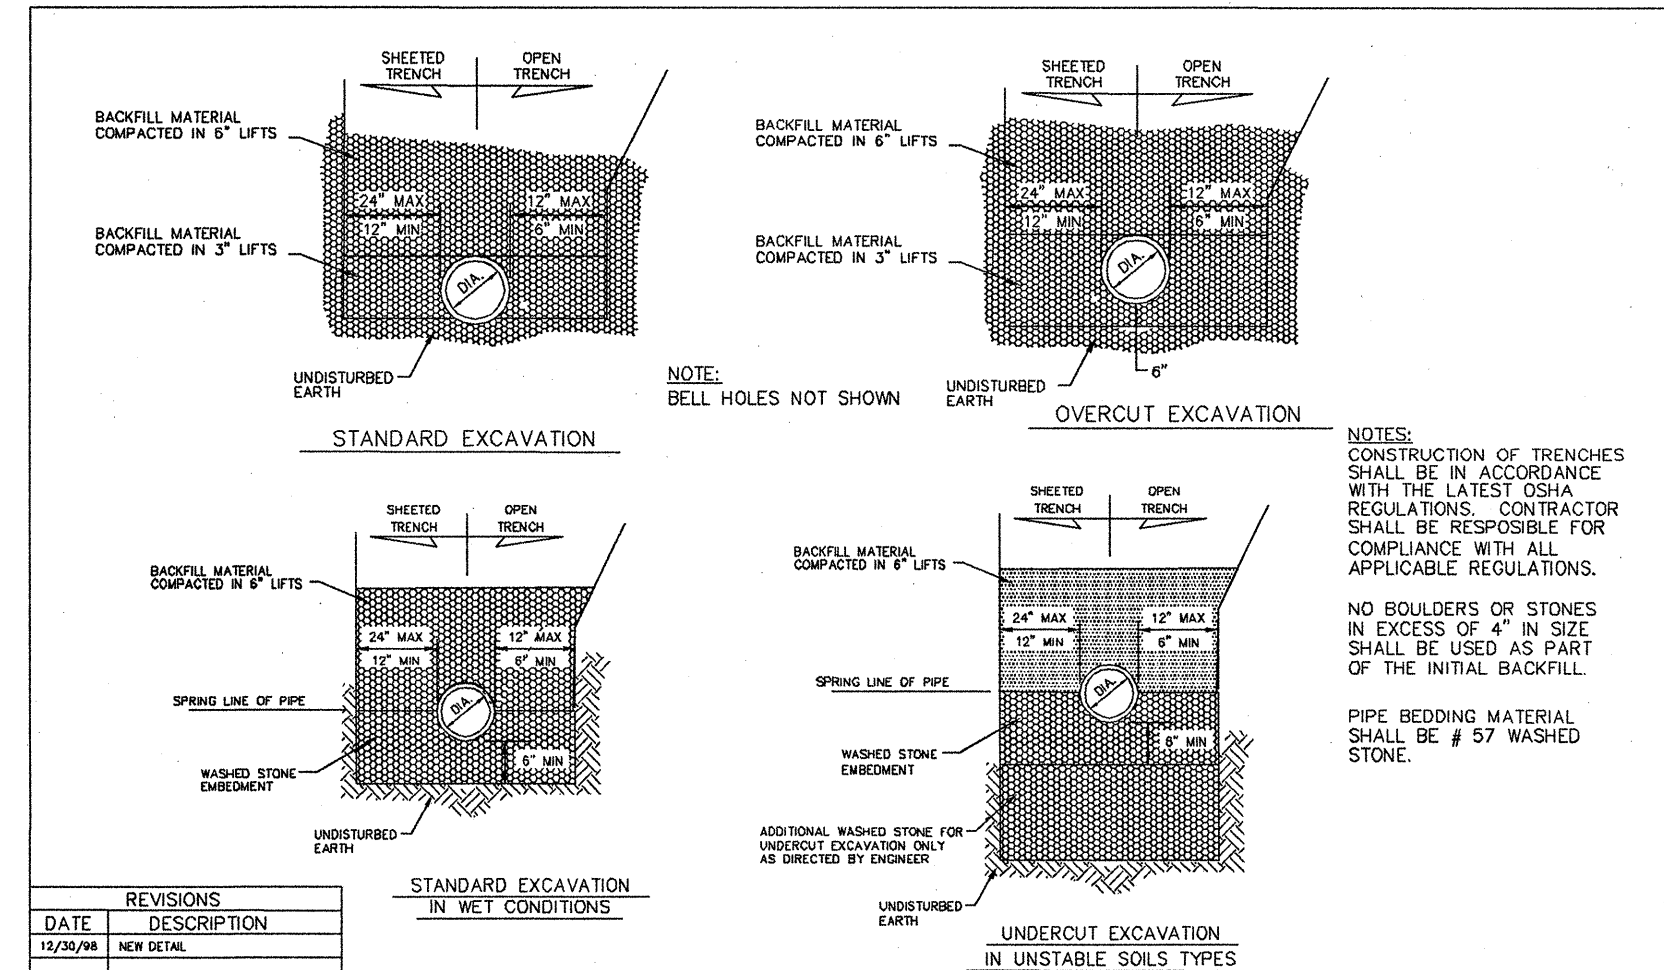 SHEETED
TRENCH
OPEN
TRENCH
BACKFILL MATERIAL
COMPACTED IN 6" LIFTS
24" MAX
12" MIN
12" MAX
6" MIN
BACKFILL MATERIAL
COMPACTED IN 3" LIFTS
DIA.
UNDISTURBED
EARTH
STANDARD EXCAVATION
NOTE:
BELL HOLES NOT SHOWN
SHEETED
TRENCH
OPEN
TRENCH
BACKFILL MATERIAL
COMPACTED IN 6" LIFTS
24" MAX
12" MIN
12" MAX
6" MIN
BACKFILL MATERIAL
COMPACTED IN 3" LIFTS
DIA.
6"
UNDISTURBED
EARTH
OVERCUT EXCAVATION
SHEETED
TRENCH
OPEN
TRENCH
BACKFILL MATERIAL
COMPACTED IN 6" LIFTS
24" MAX
12" MIN
12" MAX
6" MIN
SPRING LINE OF PIPE
DIA.
6" MIN
WASHED STONE
EMBEDMENT
UNDISTURBED
EARTH
STANDARD EXCAVATION
IN WET CONDITIONS
SHEETED
TRENCH
OPEN
TRENCH
BACKFILL MATERIAL
COMPACTED IN 6" LIFTS
24" MAX
12" MIN
12" MAX
6" MIN
SPRING LINE OF PIPE
DIA.
MIN
WASHED STONE
EMBEDMENT
ADDITIONAL WASHED STONE FOR
UNDERCUT EXCAVATION ONLY
AS DIRECTED BY ENGINEER
UNDISTURBED
EARTH
UNDERCUT EXCAVATION
IN UNSTABLE SOILS TYPES
NOTES:
CONSTRUCTION OF TRENCHES
SHALL BE IN ACCORDANCE
WITH THE LATEST OSHA
REGULATIONS. CONTRACTOR
SHALL BE RESPOSIBLE FOR
COMPLIANCE WITH ALL
APPLICABLE REGULATIONS.
NO BOULDERS OR STONES
IN EXCESS OF 4" IN SIZE
SHALL BE USED AS PART
OF THE INITIAL BACKFILL.
PIPE BEDDING MATERIAL
SHALL BE # 57 WASHED
STONE.
REVISIONS
DATE DESCRIPTION
12/30/98 NEW DETAIL